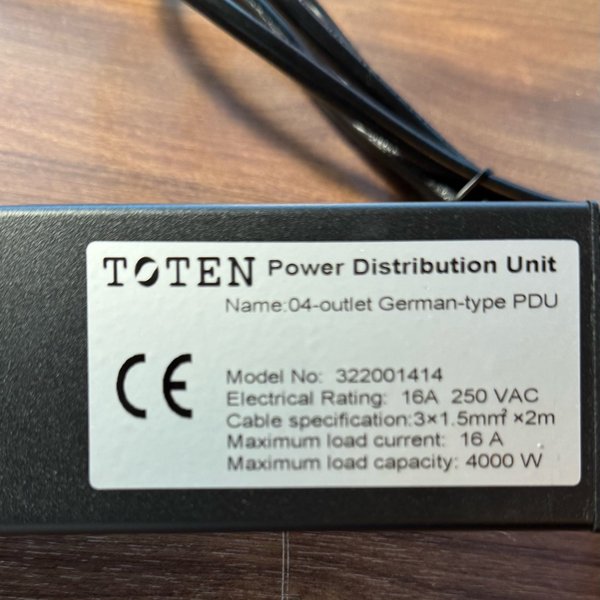 TOTEN Power Distribution Unit
Name:04-outlet German-type PDU
CE
Model No: 322001414
Electrical Rating: 16A 250 VAC
Cable specification:3×1.5mm² ×2m
Maximum load current: 16 A
Maximum load capacity: 4000 W